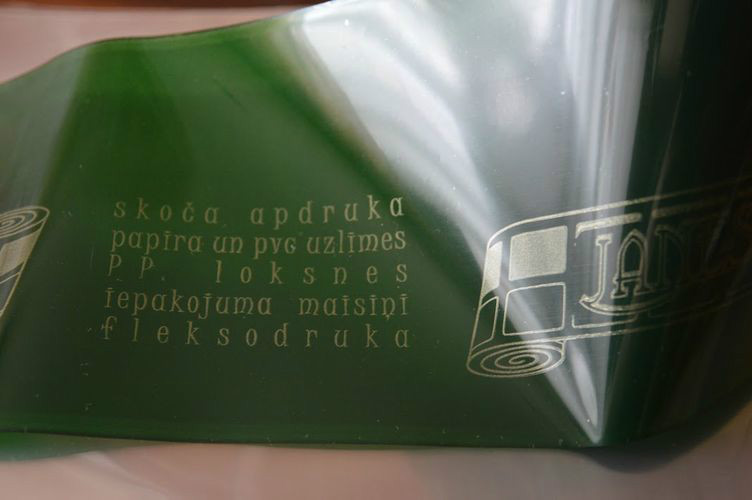 skoča apdruka
papīra un pvc uzlīmes
PP loksnes
iepakojuma maisiņi
fleksodruka